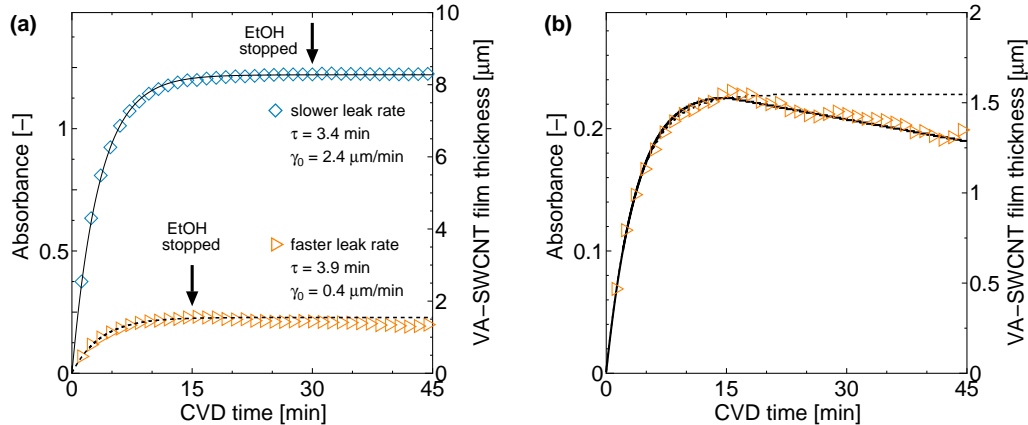 (a)
Absorbance [–]
1
0.5
0
EtOH
stopped
slower leak rate
τ = 3.4 min
γ0 = 2.4 μm/min
EtOH
stopped
faster leak rate
τ = 3.9 min
γ0 = 0.4 μm/min
10
8
6
4
2
0
VA−SWCNT film thickness [μm]
0 15 30 45
CVD time [min]
(b)
Absorbance [–]
0.2
0.1
0
2
1.5
1
0.5
0
VA−SWCNT film thickness [μm]
0 15 30 45
CVD time [min]